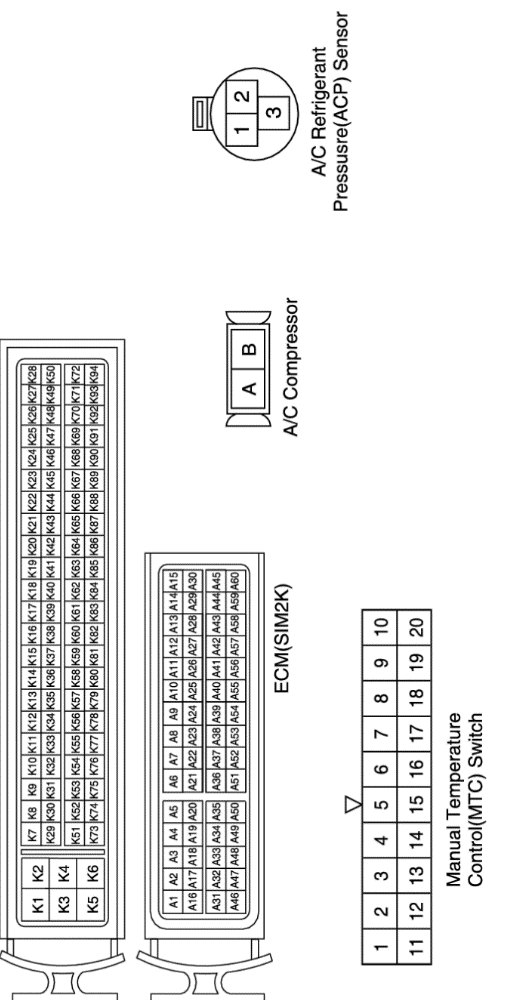 K1 K2
K3 K4
K5 K6
K7 K8 K9 K10 K11 K12 K13 K14 K15 K16 K17 K18 K19 K20 K21 K22 K23 K24 K25 K26 K27 K28
K29 K30 K31 K32 K33 K34 K35 K36 K37 K38 K39 K40 K41 K42 K43 K44 K45 K46 K47 K48 K49 K50
K51 K52 K53 K54 K55 K56 K57 K58 K59 K60 K61 K62 K63 K64 K65 K66 K67 K68 K69 K70 K71 K72
K73 K74 K75 K76 K77 K78 K79 K80 K81 K82 K83 K84 K85 K86 K87 K88 K89 K90 K91 K92 K93 K94
A1 A2 A3 A4 A5 A6 A7 A8 A9 A10 A11 A12 A13 A14 A15
A16 A17 A18 A19 A20 A21 A22 A23 A24 A25 A26 A27 A28 A29 A30
A31 A32 A33 A34 A35 A36 A37 A38 A39 A40 A41 A42 A43 A44 A45
A46 A47 A48 A49 A50 A51 A52 A53 A54 A55 A56 A57 A58 A59 A60
ECM(SIM2K)
A B
A/C Compressor
1 2
3
A/C Refrigerant
Pressusre(ACP) Sensor
1 2 3 4 5 6 7 8 9 10
11 12 13 14 15 16 17 18 19 20
Manual Temperature
Control(MTC) Switch